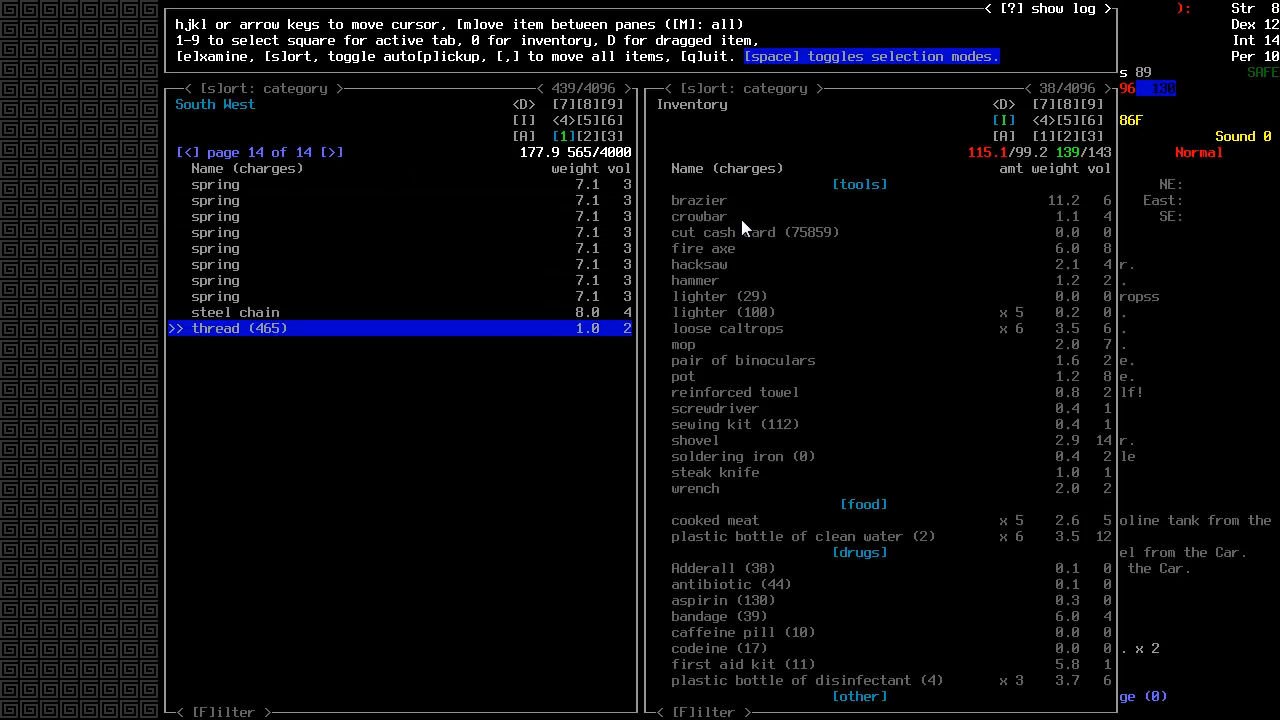 < [?] show log > ): Str 8
hjkl or arrow keys to move cursor, [m]ove item between panes ([M]: all) Dex 12
1-9 to select square for active tab, 0 for inventory, D for dragged item, Int 14
[e]xamine, [s]ort, toggle auto[p]ickup, [,] to move all items, [q]uit. [space] toggles selection modes. Per 10
s 89 SAFE
< [s]ort: category > < 439/4096 > < [s]ort: category > < 38/4096 > 96 130
South West <D> [7][8][9] Inventory <D> [7][8][9]
[I] <4>[5][6] [I] <4>[5][6] 86F
[A] [1][2][3] [A] [1][2][3] Sound 0
[<] page 14 of 14 [>] 177.9 565/4000 115.1/99.2 139/143 Normal
Name (charges) weight vol Name (charges) amt weight vol
spring 7.1 3 [tools] NE:
spring 7.1 3 brazier 11.2 6 East:
spring 7.1 3 crowbar 1.1 4 SE:
spring 7.1 3 cut cash card (75859) 0.0 0
spring 7.1 3 fire axe 6.0 8
spring 7.1 3 hacksaw 2.1 4 r.
spring 7.1 3 hammer 1.2 2 .
spring 7.1 3 lighter (29) 0.0 0 ropss
steel chain 8.0 4 lighter (100) x 5 0.2 0 .
>> thread (465) 1.0 2 loose caltrops x 6 3.5 6 .
mop 2.0 7 .
pair of binoculars 1.6 2 e.
pot 1.2 8 e.
reinforced towel 0.8 2 lf!
screwdriver 0.4 1
sewing kit (112) 0.4 1
shovel 2.9 14 r.
soldering iron (0) 0.4 2 le
steak knife 1.0 1
wrench 2.0 2
[food]
cooked meat x 5 2.6 5 oline tank from the
plastic bottle of clean water (2) x 6 3.5 12
[drugs] el from the Car.
Adderall (38) 0.1 0 the Car.
antibiotic (44) 0.1 0
aspirin (130) 0.3 0
bandage (39) 6.0 4
caffeine pill (10) 0.0 0
codeine (17) 0.0 0 . x 2
first aid kit (11) 5.8 1
plastic bottle of disinfectant (4) x 3 3.7 6
[other] ge (0)
< [F]ilter > < [F]ilter >